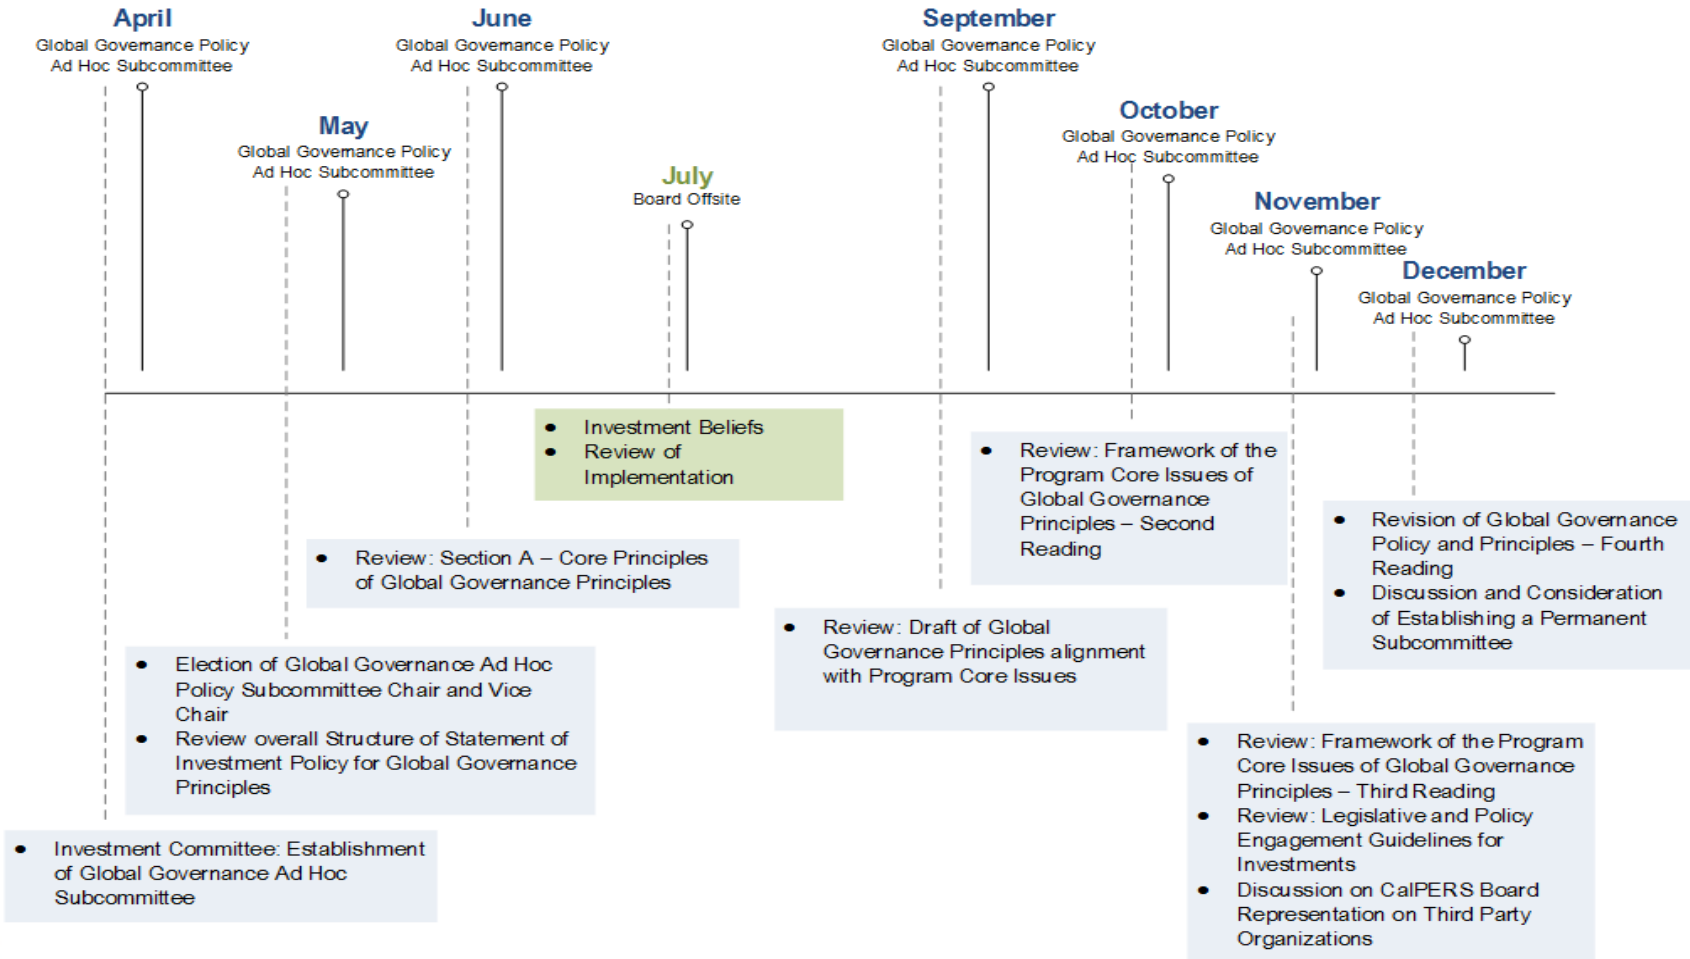 April
Global Governance Policy
Ad Hoc Subcommittee
May
Global Governance Policy
Ad Hoc Subcommittee
June
Global Governance Policy
Ad Hoc Subcommittee
July
Board Offsite
September
Global Governance Policy
Ad Hoc Subcommittee
October
Global Governance Policy
Ad Hoc Subcommittee
November
Global Governance Policy
Ad Hoc Subcommittee
December
Global Governance Policy
Ad Hoc Subcommittee
● Investment Committee: Establishment
of Global Governance Ad Hoc
Subcommittee
● Election of Global Governance Ad Hoc
Policy Subcommittee Chair and Vice
Chair
● Review overall Structure of Statement of
Investment Policy for Global Governance
Principles
● Review: Section A – Core Principles
of Global Governance Principles
● Investment Beliefs
● Review of
Implementation
● Review: Draft of Global
Governance Principles alignment
with Program Core Issues
● Review: Framework of the
Program Core Issues of
Global Governance
Principles – Second
Reading
● Review: Framework of the Program
Core Issues of Global Governance
Principles – Third Reading
● Review: Legislative and Policy
Engagement Guidelines for
Investments
● Discussion on CalPERS Board
Representation on Third Party
Organizations
● Revision of Global Governance
Policy and Principles – Fourth
Reading
● Discussion and Consideration
of Establishing a Permanent
Subcommittee